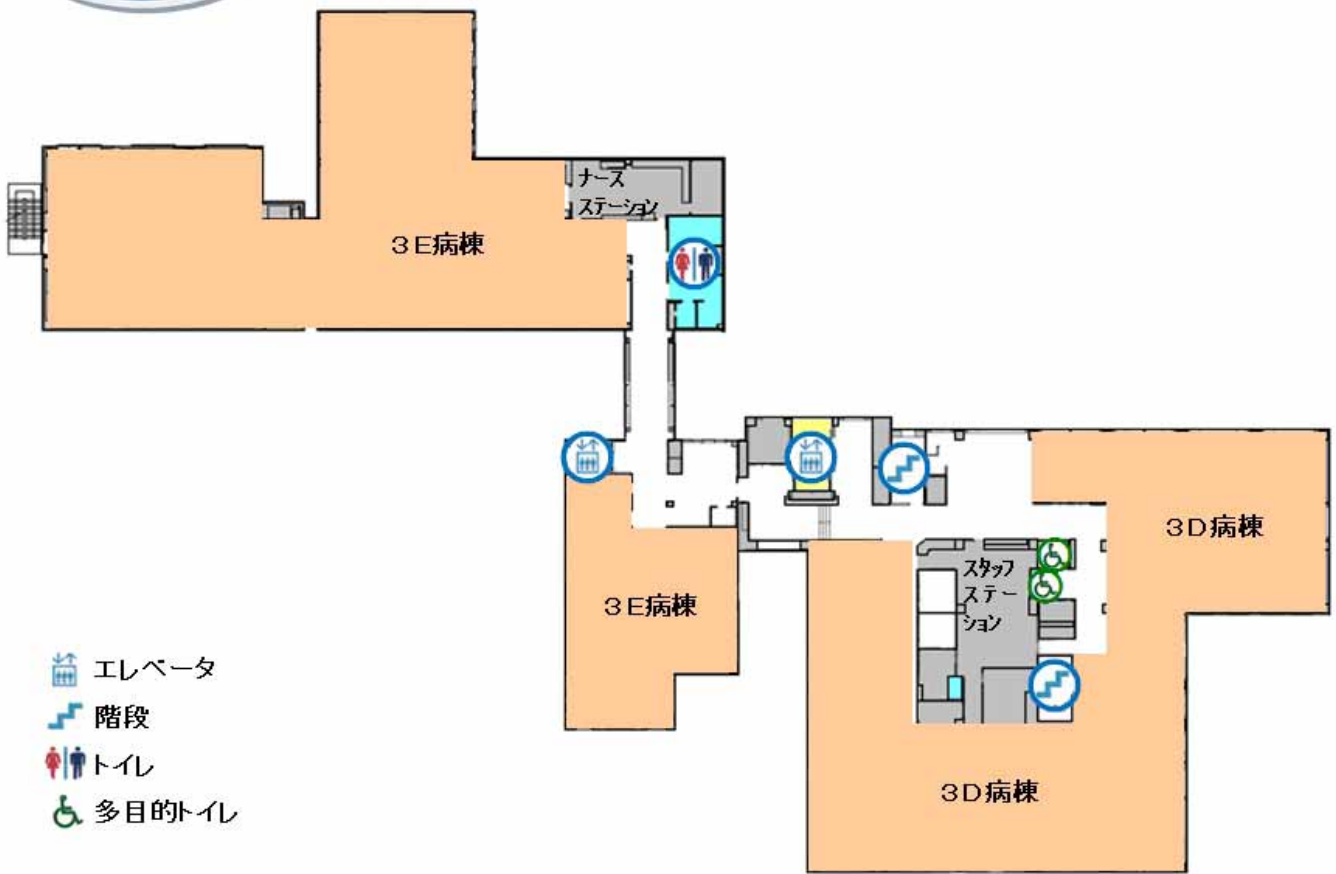 ナース
ステーション
3E病棟
3D病棟
スタッフ
ステー
ション
3E病棟
3D病棟
エレベータ
階段
トイレ
多目的トイレ